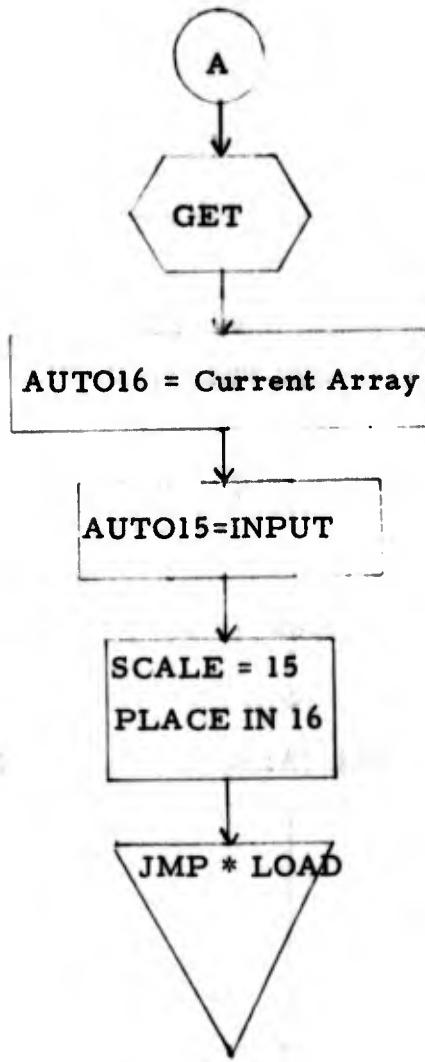 A
GET
AUTO16 = Current Array
AUTO15=INPUT
SCALE = 15
PLACE IN 16
JMP * LOAD